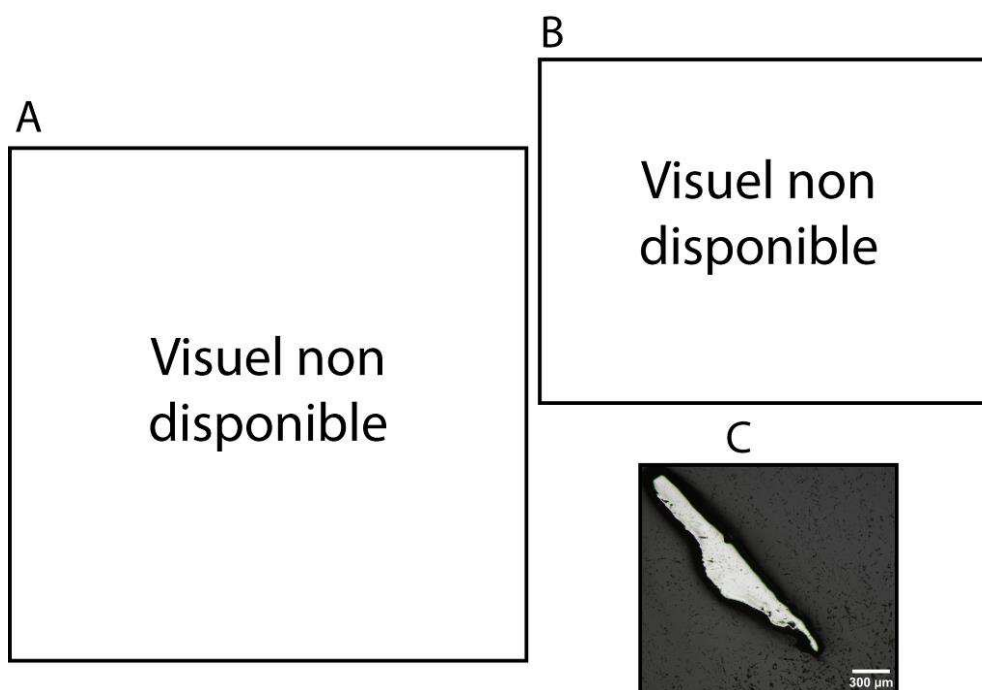 A
Visuel non
disponible
B
Visuel non
disponible
C
300 µm